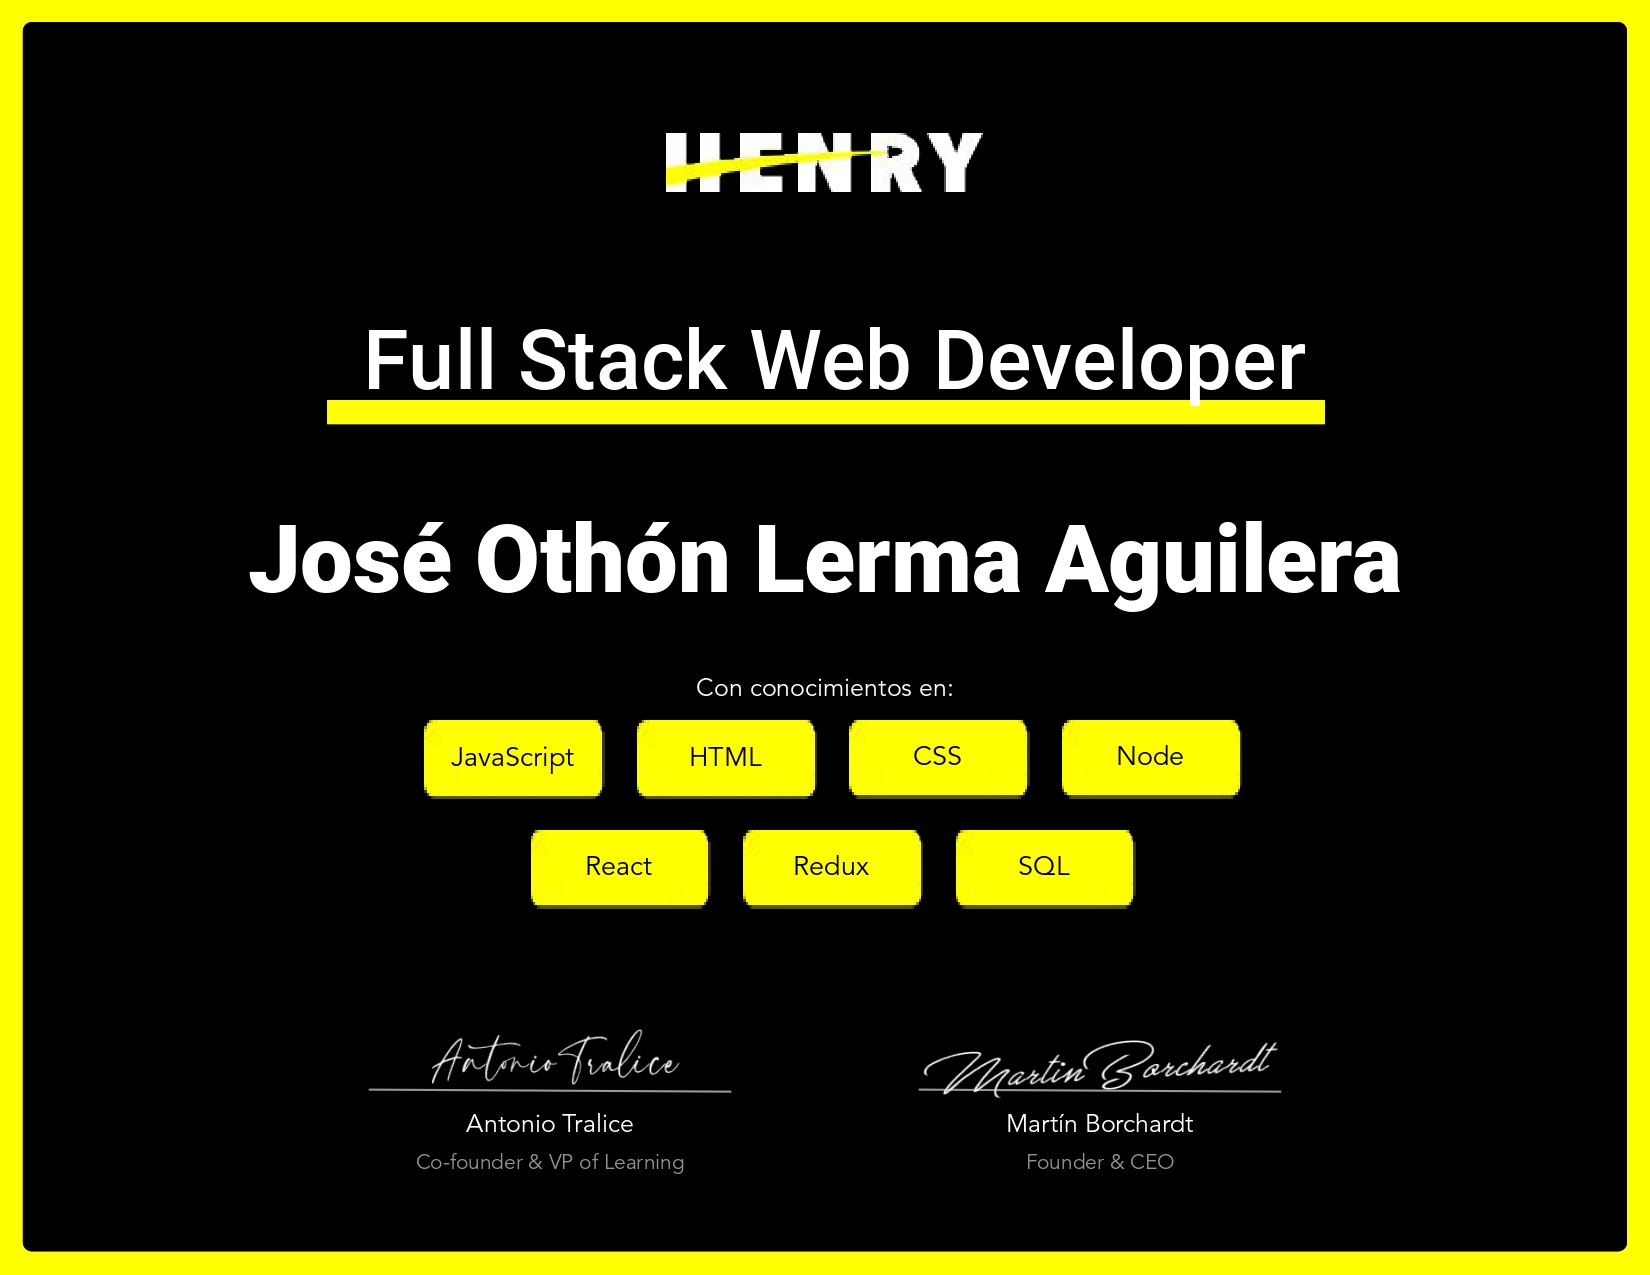 HENRY
Full Stack Web Developer
José Othón Lerma Aguilera
Con conocimientos en:
JavaScript HTML CSS Node
React Redux SQL
Antonio Tralice Martin Borchardt
Antonio Tralice Martín Borchardt
Co-founder & VP of Learning Founder & CEO